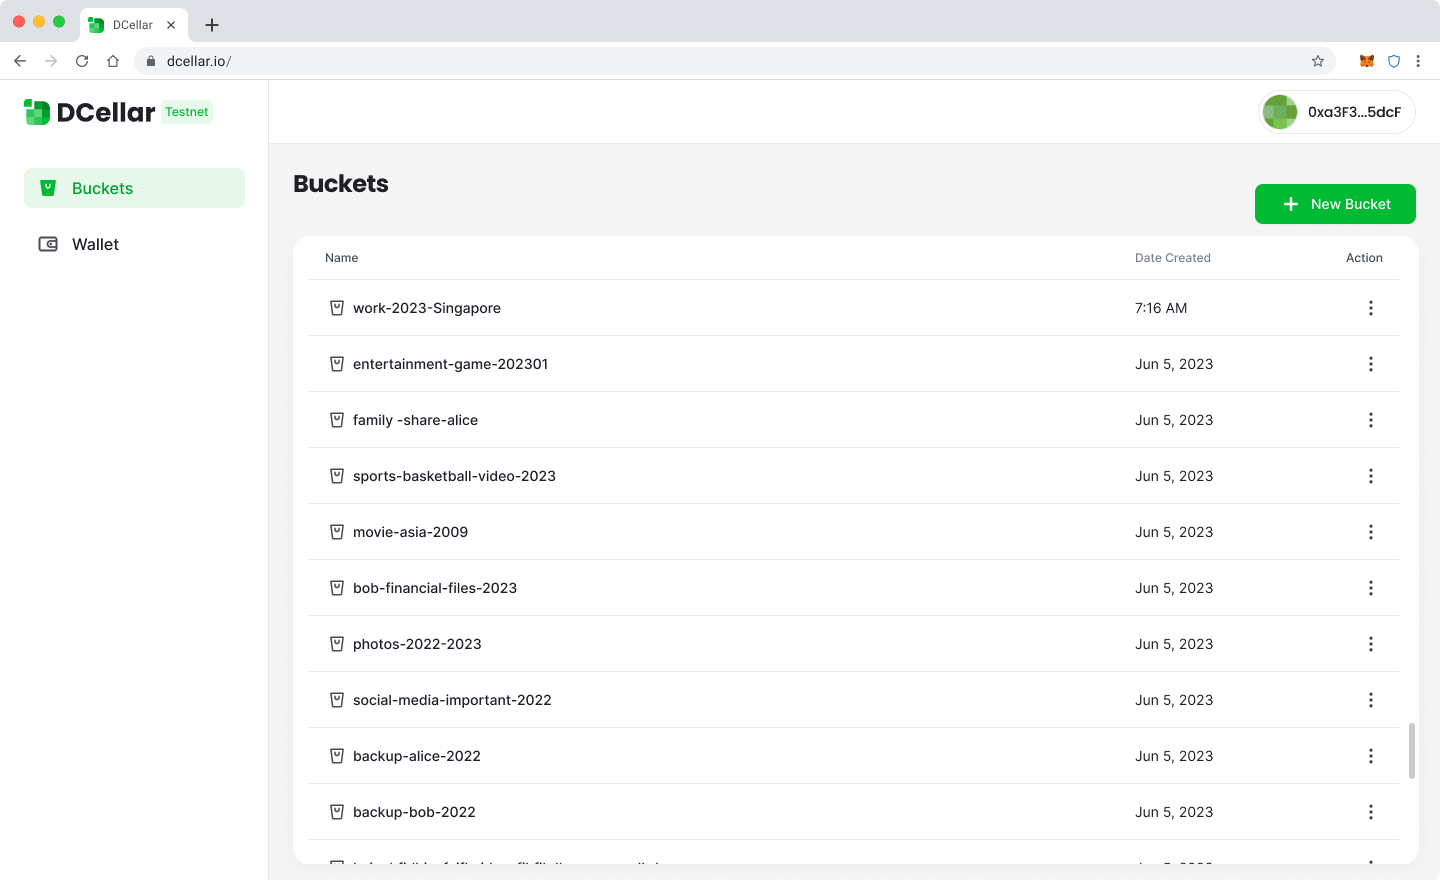 DCellar
dcellar.io/
DCellar Testnet
0xa3F3...5dcF
Buckets
Wallet
Buckets
New Bucket
Name Date Created Action
work-2023-Singapore 7:16 AM
entertainment-game-202301 Jun 5, 2023
family -share-alice Jun 5, 2023
sports-basketball-video-2023 Jun 5, 2023
movie-asia-2009 Jun 5, 2023
bob-financial-files-2023 Jun 5, 2023
photos-2022-2023 Jun 5, 2023
social-media-important-2022 Jun 5, 2023
backup-alice-2022 Jun 5, 2023
backup-bob-2022 Jun 5, 2023